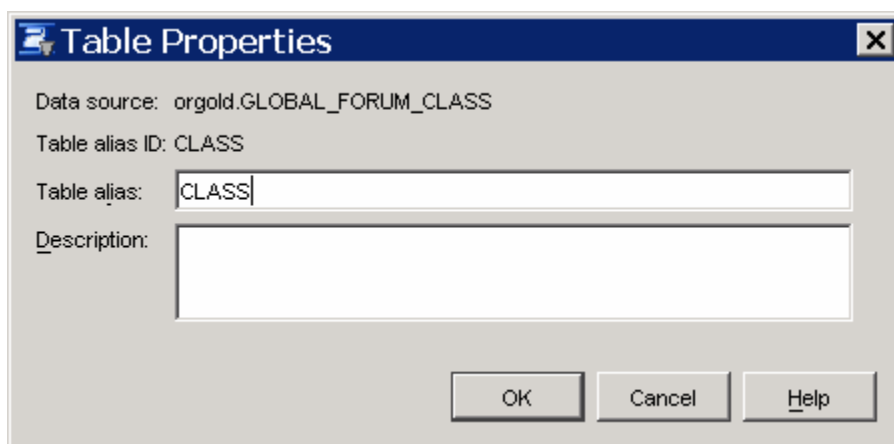 Table Properties
Data source: orgold.GLOBAL_FORUM_CLASS
Table alias ID: CLASS
Table alias: CLASS
Description:
OK Cancel Help